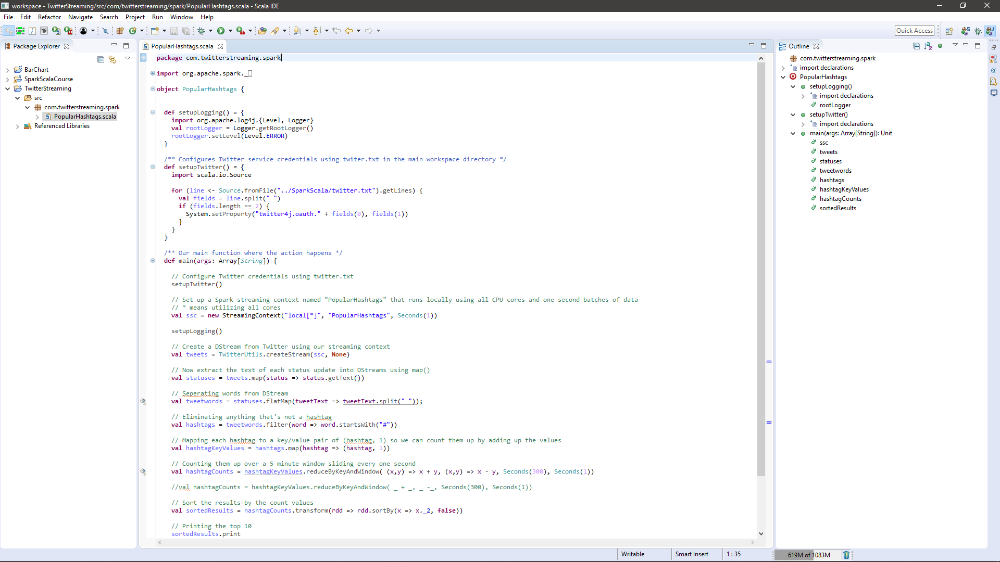 workspace - TwitterStreaming/src/com/twitterstreaming/spark/PopularHashtags.scala - Scala IDE
File Edit Refactor Navigate Search Project Run Window Help
Quick Access
Package Explorer
BarChart
SparkScalaCourse
TwitterStreaming
src
com.twitterstreaming.spark
PopularHashtags.scala
Referenced Libraries
PopularHashtags.scala
package com.twitterstreaming.spark
import org.apache.spark._
object PopularHashtags {
def setupLogging() = {
import org.apache.log4j.{Level, Logger}
val rootLogger = Logger.getRootLogger()
rootLogger.setLevel(Level.ERROR)
}
/** Configures Twitter service credentials using twiter.txt in the main workspace directory */
def setupTwitter() = {
import scala.io.Source
for (line <- Source.fromFile("../SparkScala/twitter.txt").getLines) {
val fields = line.split(" ")
if (fields.length == 2) {
System.setProperty("twitter4j.oauth." + fields(0), fields(1))
}
}
}
/** Our main function where the action happens */
def main(args: Array[String]) {
// Configure Twitter credentials using twitter.txt
setupTwitter()
// Set up a Spark streaming context named "PopularHashtags" that runs locally using all CPU cores and one-second batches of data
// * means utilizing all cores
val ssc = new StreamingContext("local[*]", "PopularHashtags", Seconds(1))
setupLogging()
// Create a DStream from Twitter using our streaming context
val tweets = TwitterUtils.createStream(ssc, None)
// Now extract the text of each status update into DStreams using map()
val statuses = tweets.map(status => status.getText())
// Seperating words from DStream
val tweetwords = statuses.flatMap(tweetText => tweetText.split(" "));
// Eliminating anything that's not a hashtag
val hashtags = tweetwords.filter(word => word.startsWith("#"))
// Mapping each hashtag to a key/value pair of (hashtag, 1) so we can count them up by adding up the values
val hashtagKeyValues = hashtags.map(hashtag => (hashtag, 1))
// Counting them up over a 5 minute window sliding every one second
val hashtagCounts = hashtagKeyValues.reduceByKeyAndWindow( (x,y) => x + y, (x,y) => x - y, Seconds(300), Seconds(1))
//val hashtagCounts = hashtagKeyValues.reduceByKeyAndWindow( _ + _, _ -_, Seconds(300), Seconds(1))
// Sort the results by the count values
val sortedResults = hashtagCounts.transform(rdd => rdd.sortBy(x => x._2, false))
// Printing the top 10
sortedResults.print
Outline
com.twitterstreaming.spark
import declarations
PopularHashtags
setupLogging()
import declarations
rootLogger
setupTwitter()
import declarations
main(args: Array[String]): Unit
ssc
tweets
statuses
tweetwords
hashtags
hashtagKeyValues
hashtagCounts
sortedResults
Writable
Smart Insert
1 : 35
619M of 1083M